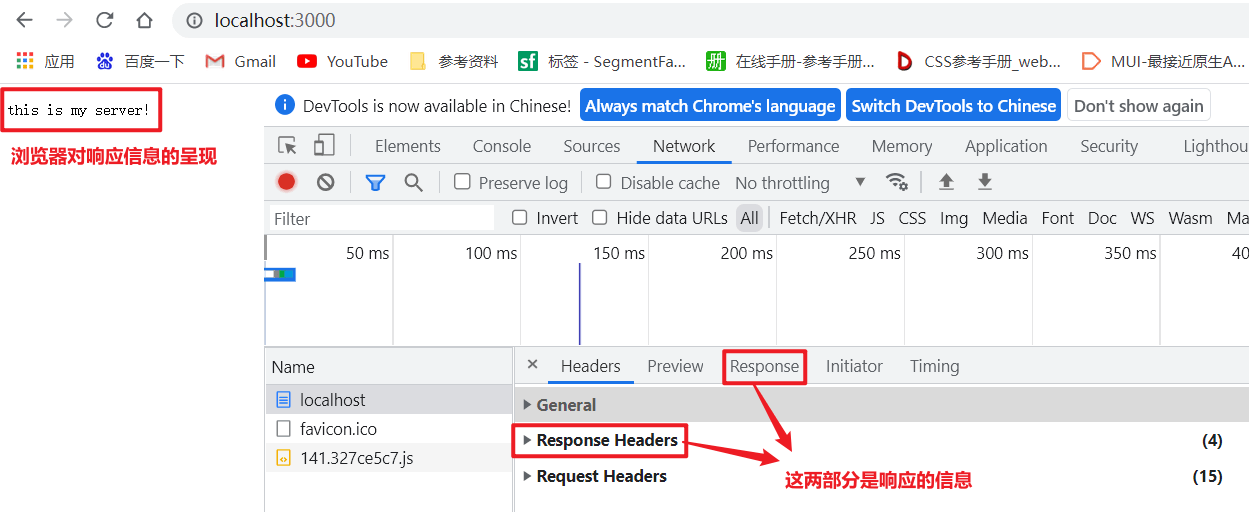 localhost:3000
应用 百度一下 Gmail YouTube 参考资料 标签 - SegmentFa... 在线手册-参考手册... CSS参考手册_web... MUI-最接近原生A...
this is my server!
浏览器对响应信息的呈现
DevTools is now available in Chinese! Always match Chrome's language Switch DevTools to Chinese Don't show again
Elements Console Sources Network Performance Memory Application Security Lighthou
Preserve log Disable cache No throttling
Filter Invert Hide data URLs All Fetch/XHR JS CSS Img Media Font Doc WS Wasm Ma
50 ms 100 ms 150 ms 200 ms 250 ms 300 ms 350 ms 40
Name
localhost
favicon.ico
141.327ce5c7.js
× Headers Preview Response Initiator Timing
General
Response Headers (4)
Request Headers (15)
这两部分是响应的信息